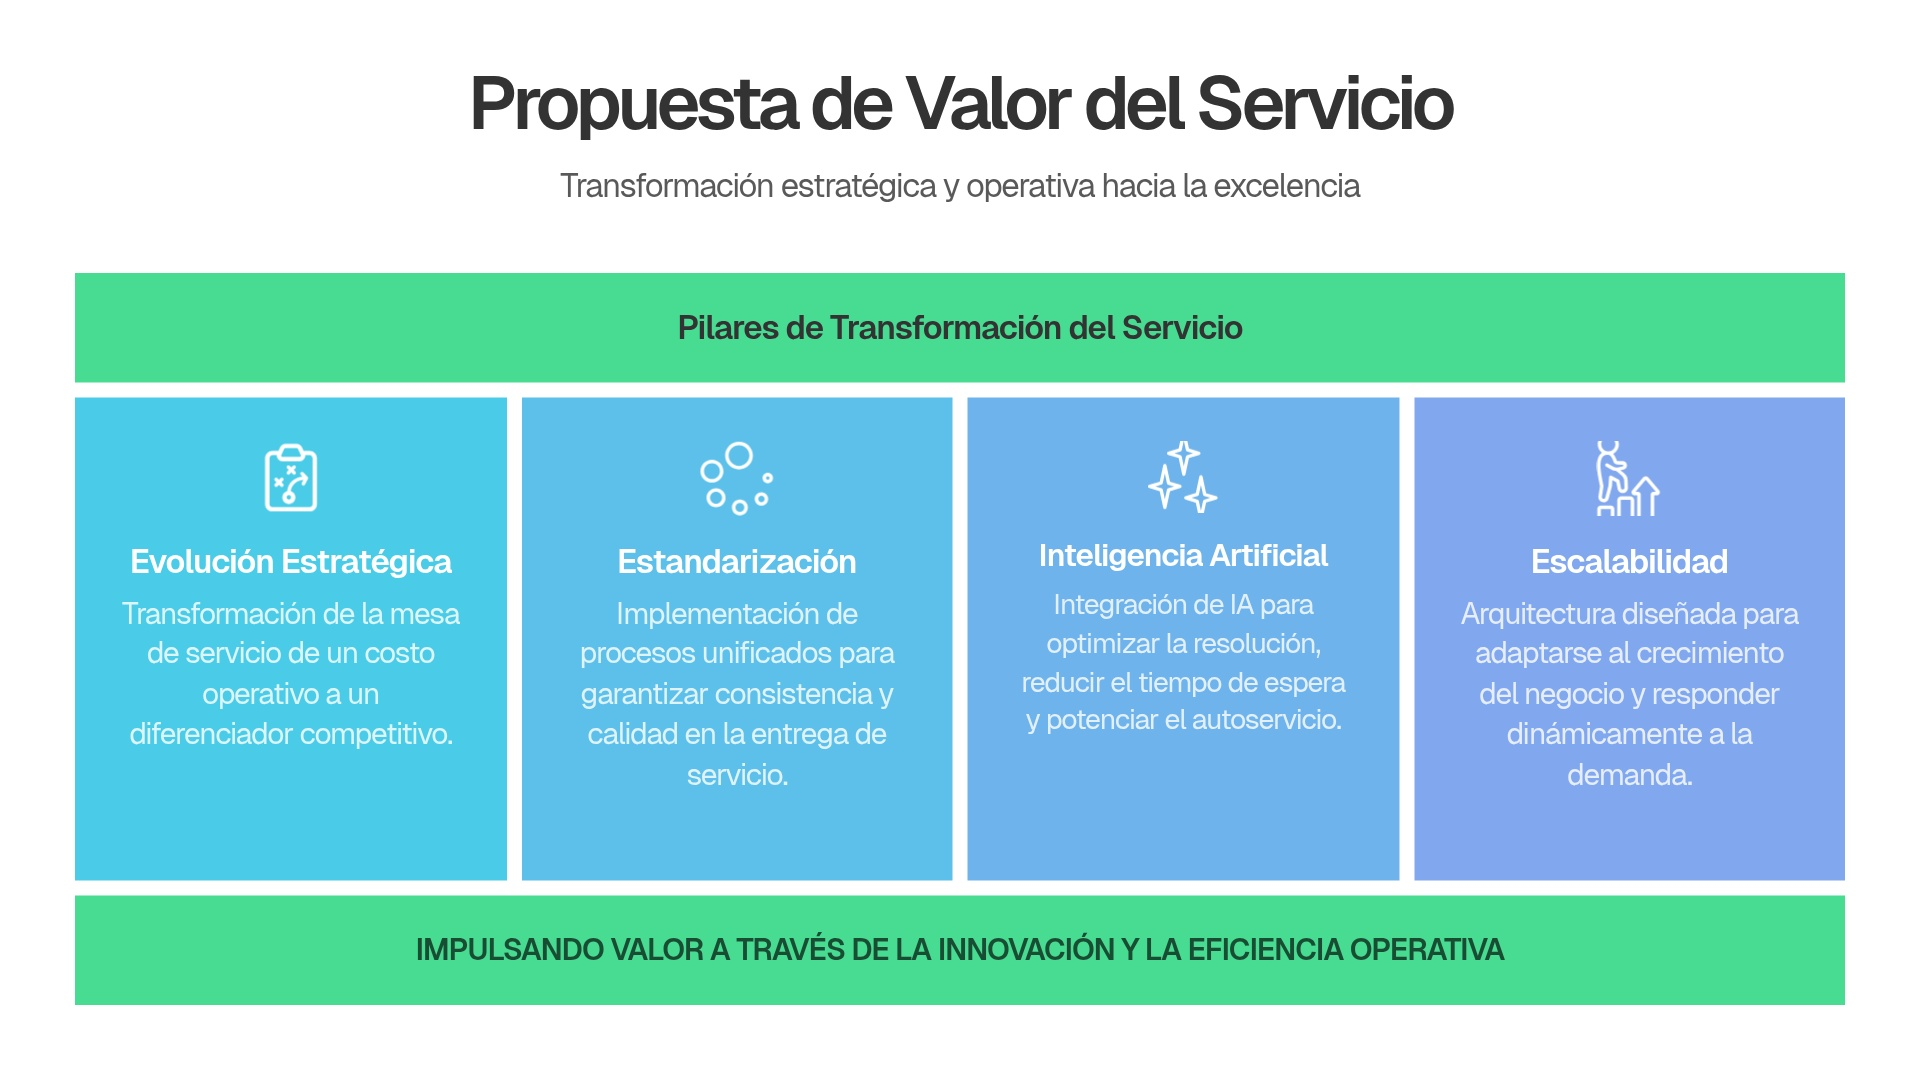 Propuesta de Valor del Servicio
Transformación estratégica y operativa hacia la excelencia
Pilares de Transformación del Servicio
Evolución Estratégica
Transformación de la mesa
de servicio de un costo
operativo a un
diferenciador competitivo.
Estandarización
Implementación de
procesos unificados para
garantizar consistencia y
calidad en la entrega de
servicio.
Inteligencia Artificial
Integración de IA para
optimizar la resolución,
reducir el tiempo de espera
y potenciar el autoservicio.
Escalabilidad
Arquitectura diseñada para
adaptarse al crecimiento
del negocio y responder
dinámicamente a la
demanda.
IMPULSANDO VALOR A TRAVÉS DE LA INNOVACIÓN Y LA EFICIENCIA OPERATIVA